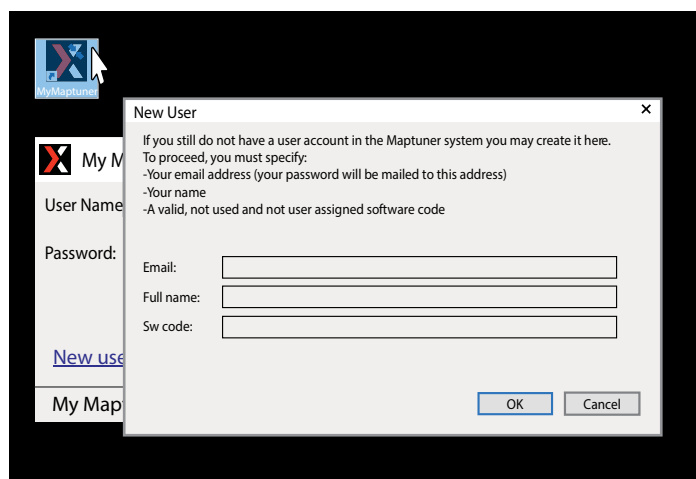 MyMaptuner
New User
If you still do not have a user account in the Maptuner system you may create it here.
To proceed, you must specify:
-Your email address (your password will be mailed to this address)
-Your name
-A valid, not used and not user assigned software code
My M
User Name
Password:
Email:
Full name:
Sw code:
New use
My Map
OK
Cancel